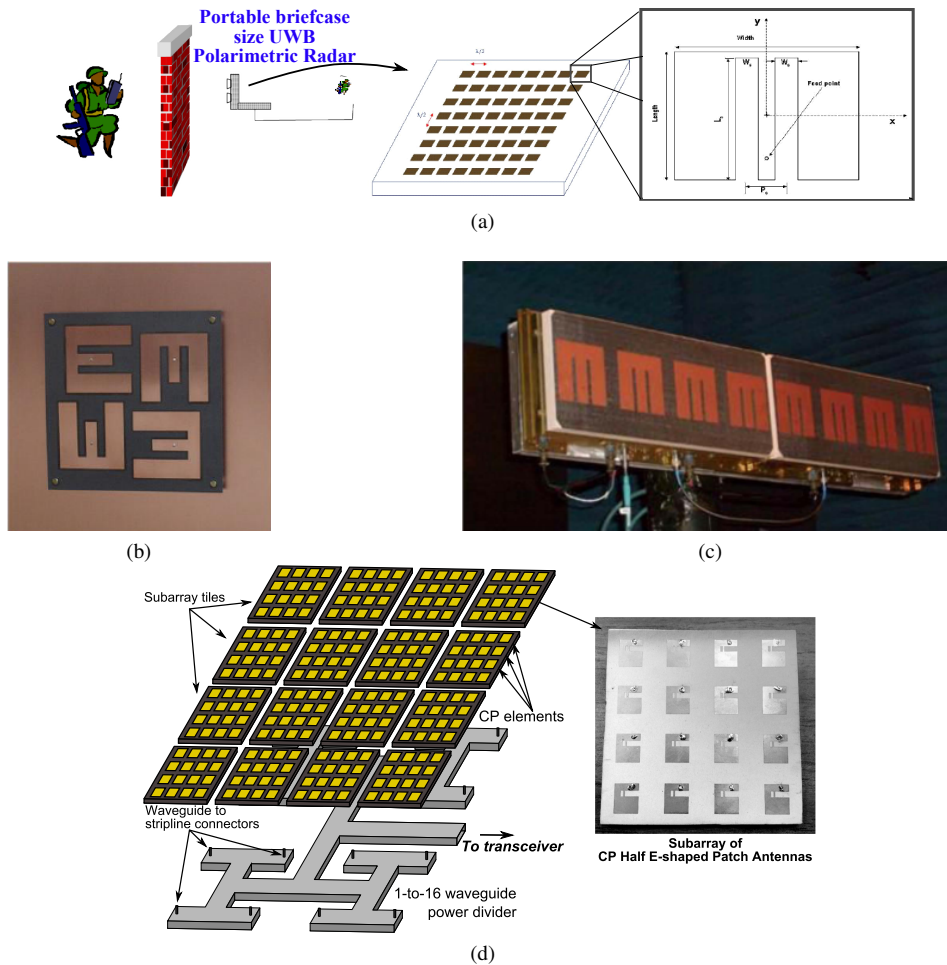 Portable briefcase
size UWB
Polarimetric Radar
λ/2
λ/2
y
Width
Ws
Ws
Feed point
Length
Ls
x
Ps
(a)
(b)
(c)
Subarray tiles
CP elements
Waveguide to
stripline connectors
To transceiver
1-to-16 waveguide
power divider
Subarray of
CP Half E-shaped Patch Antennas
(d)